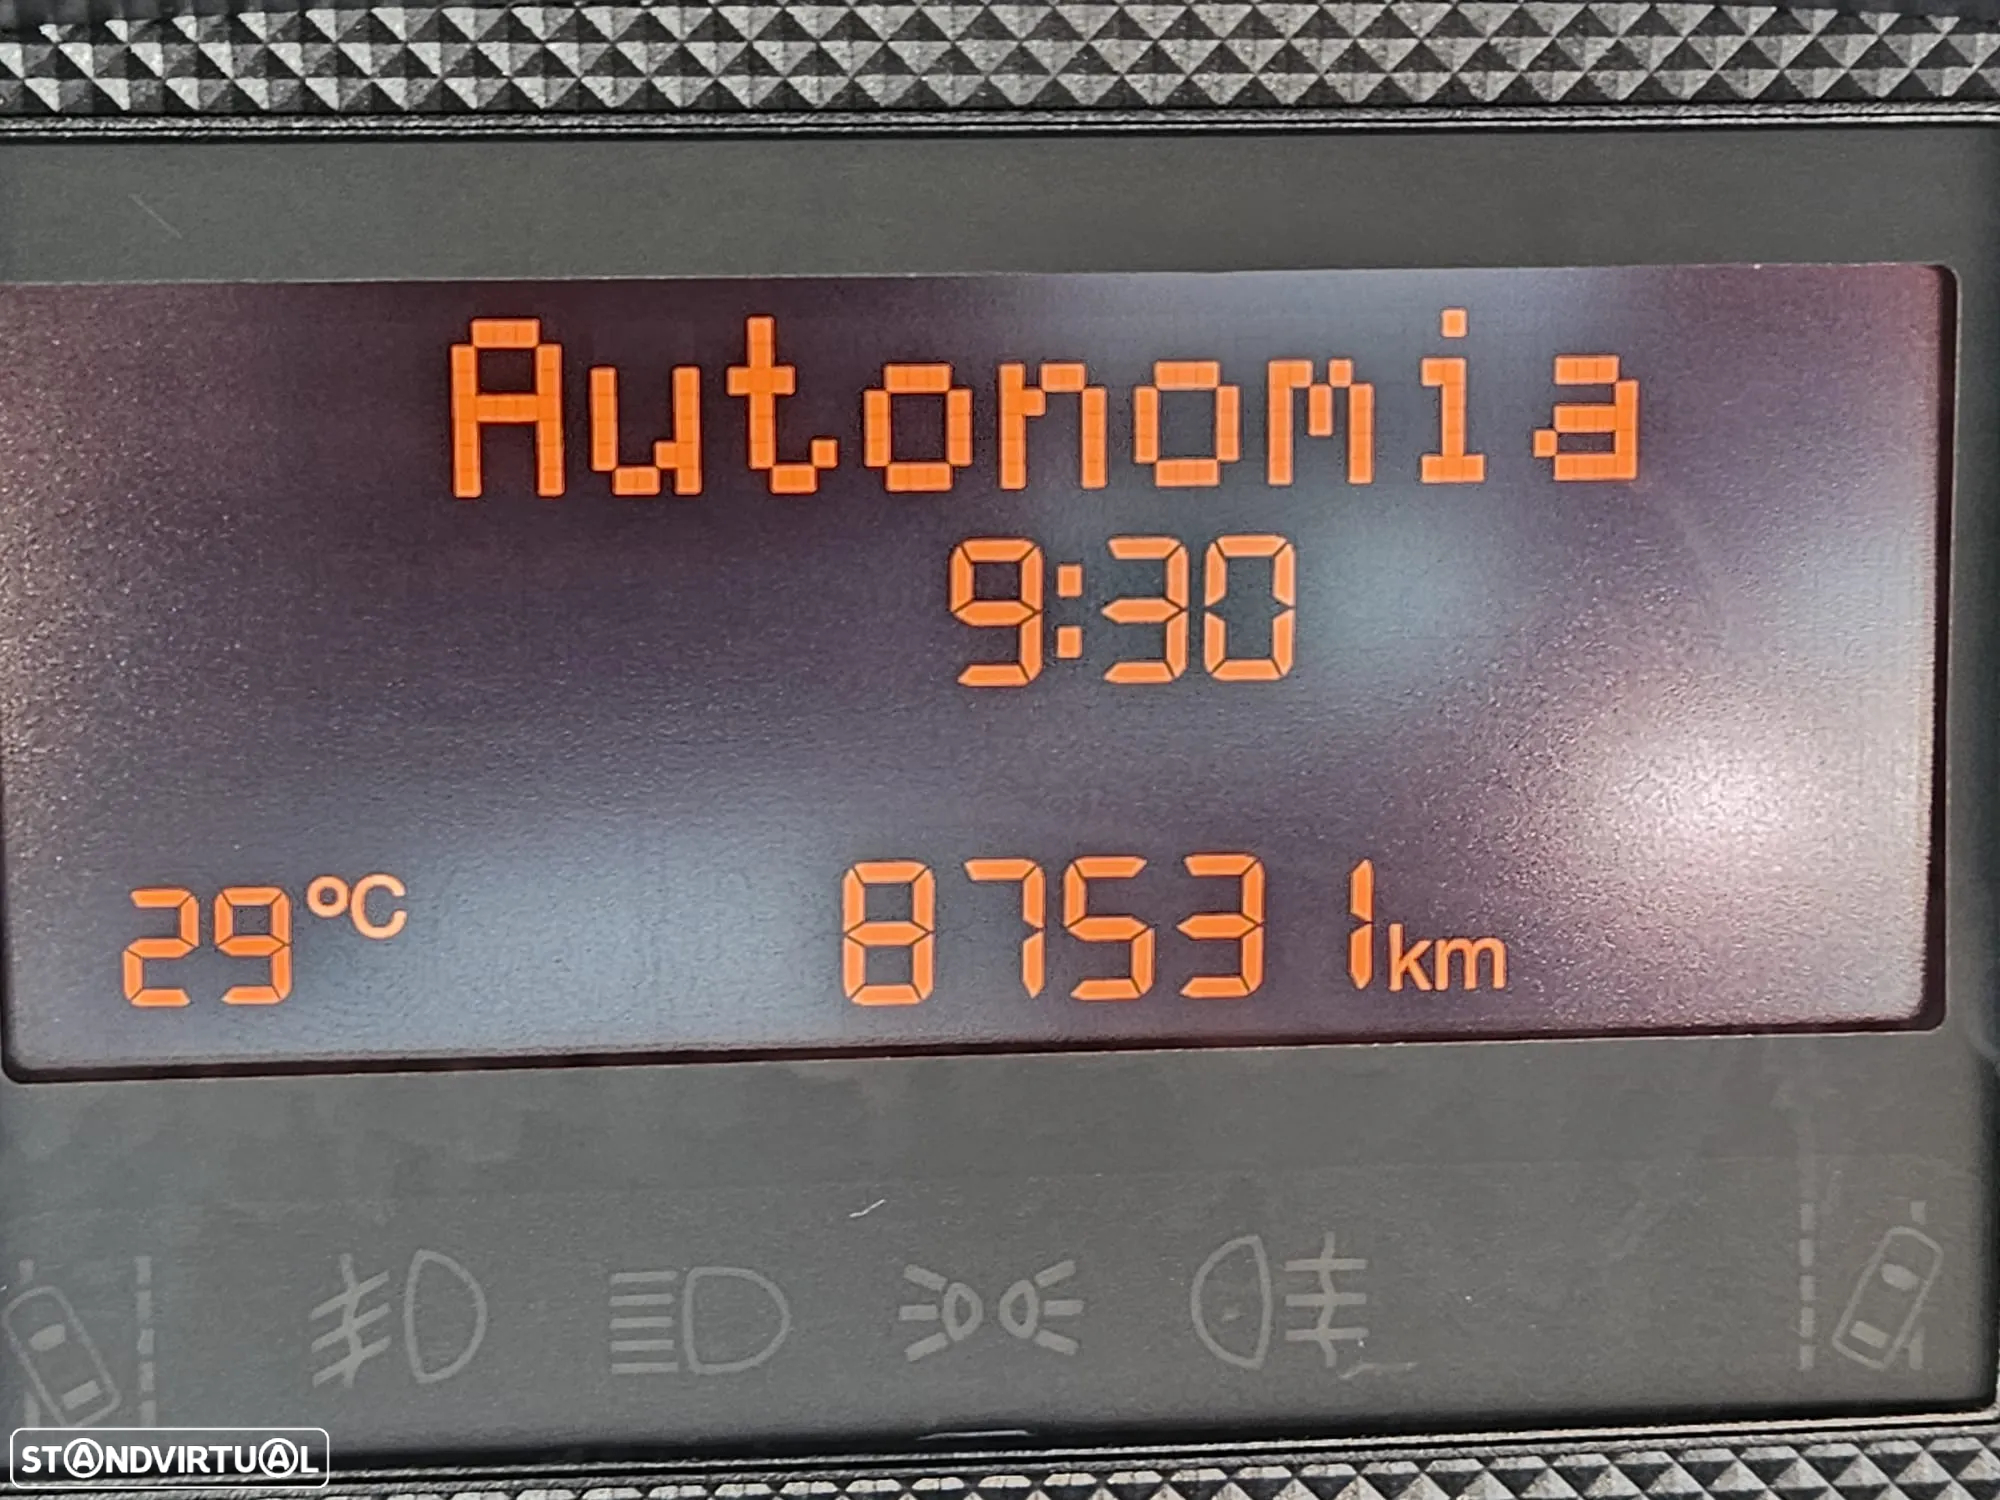 Autonomia
9:30
29°C 87531km
STANDVIRTUAL